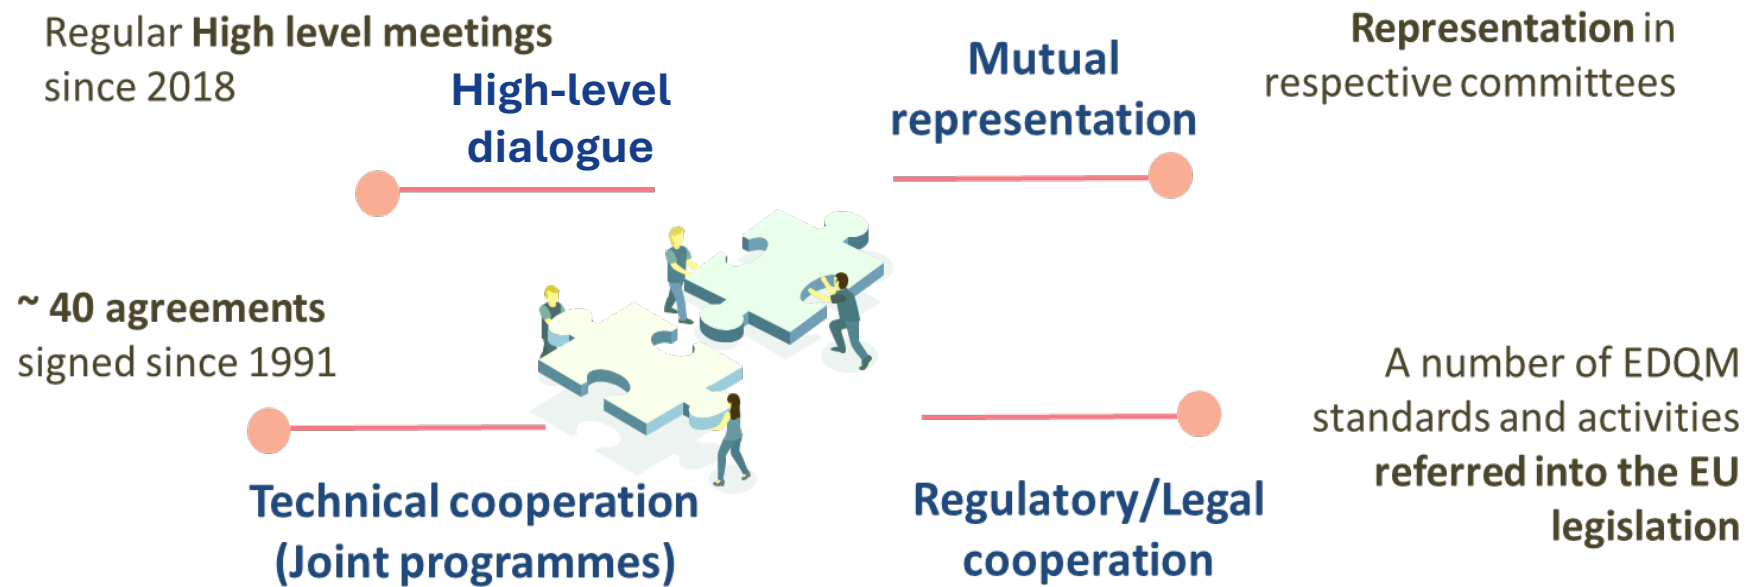 Regular High level meetings
since 2018
High-level
dialogue
Mutual
representation
Representation in
respective committees
~ 40 agreements
signed since 1991
Technical cooperation
(Joint programmes)
A number of EDQM
standards and activities
referred into the EU
legislation
Regulatory/Legal
cooperation